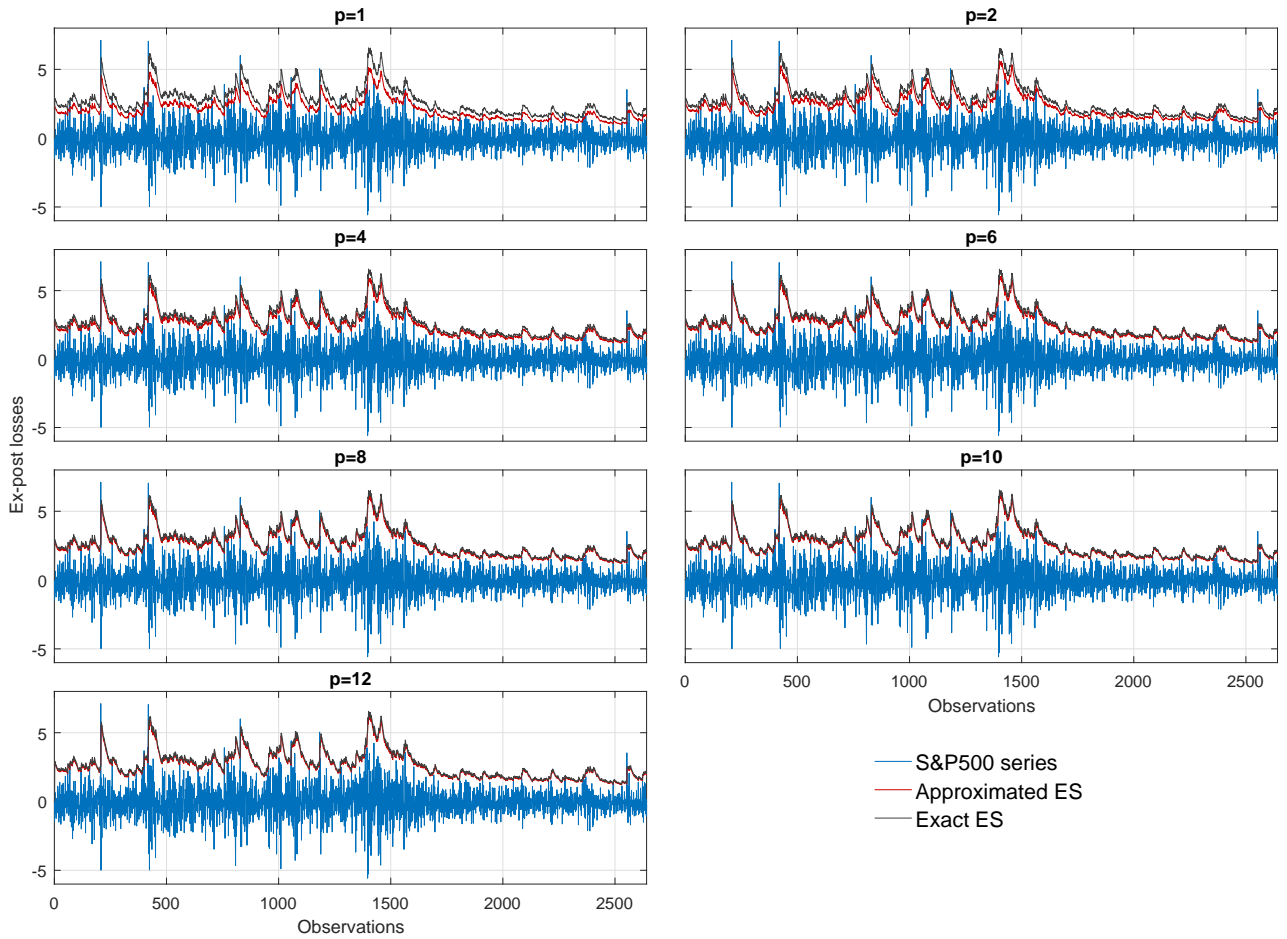 p=1
p=2
5
0
-5
p=4
p=6
5
0
-5
Ex-post losses
p=8
p=10
5
0
-5
0 500 1000 1500 2000 2500
Observations
p=12
5
0
-5
0 500 1000 1500 2000 2500
Observations
S&P500 series
Approximated ES
Exact ES